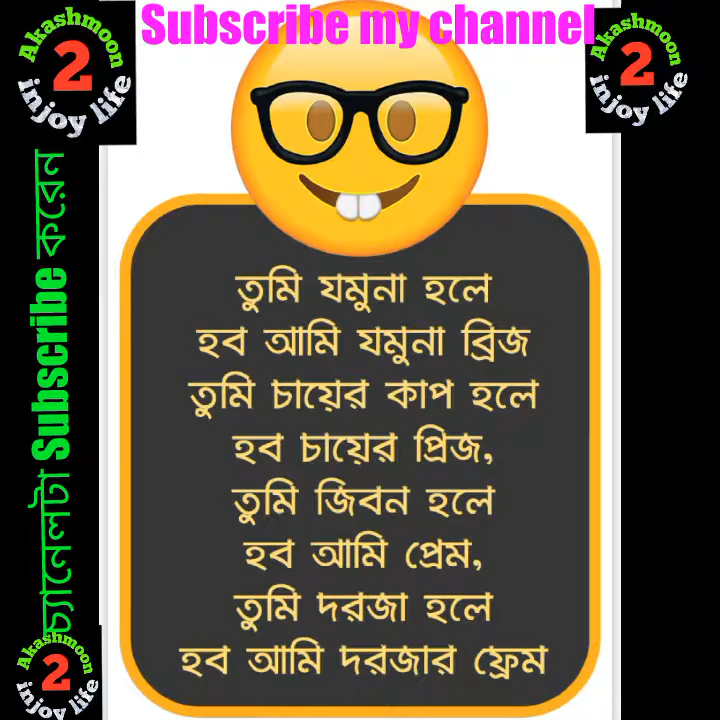 Subscribe my channel
Akashmoon
2
injoy life
Akashmoon
2
injoy life
চ্যানেলটা Subscribe করেন
তুমি যমুনা হলে
হব আমি যমুনা ব্রিজ
তুমি চায়ের কাপ হলে
হব চায়ের প্রিজ,
তুমি জিবন হলে
হব আমি প্রেম,
তুমি দরজা হলে
হব আমি দরজার ফ্রেম
Akashmoon
2
injoy life